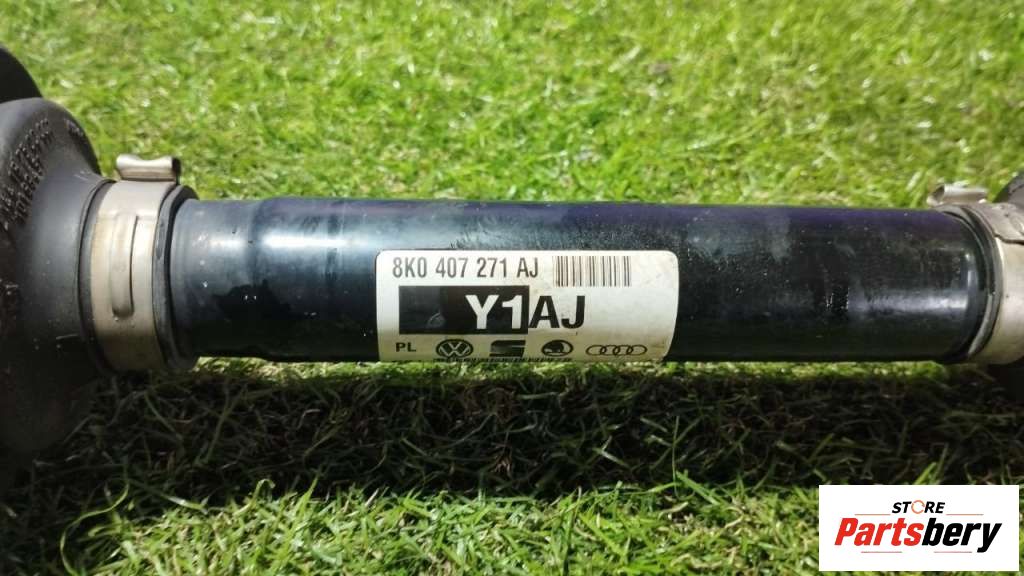 8K0 407 271 AJ
Y1AJ
PL
STORE
Partsbery